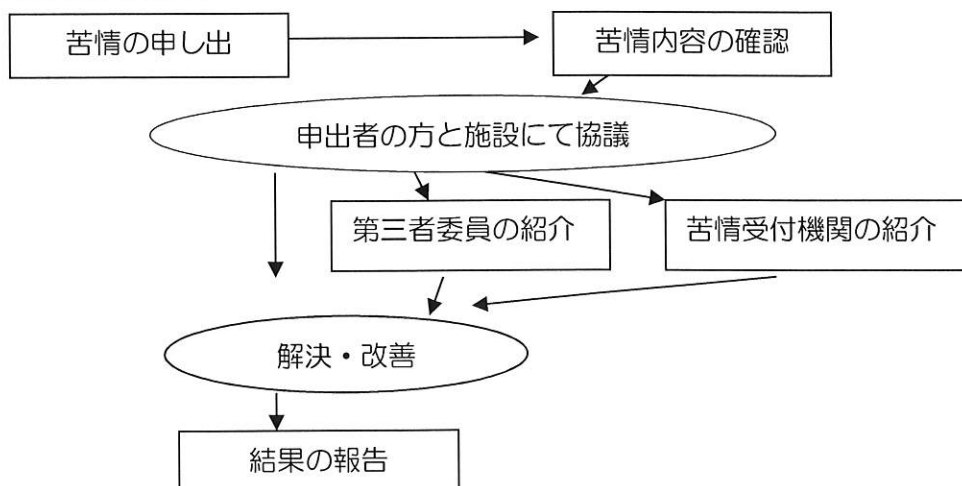 苦情の申し出
苦情内容の確認
申出者の方と施設にて協議
第三者委員の紹介
苦情受付機関の紹介
解決・改善
結果の報告